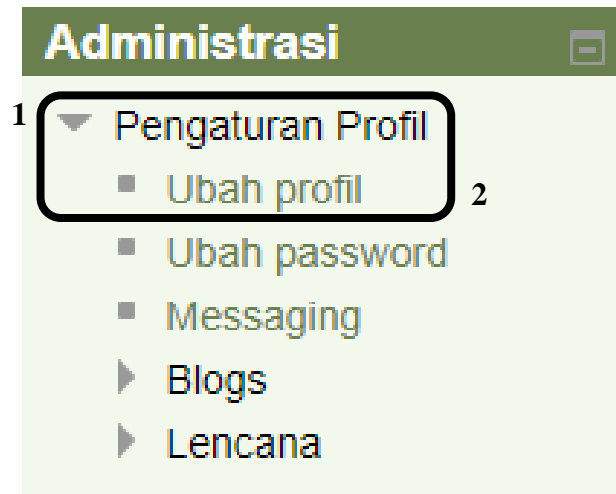 Administrasi
1 Pengaturan Profil
Ubah profil 2
Ubah password
Messaging
Blogs
Lencana